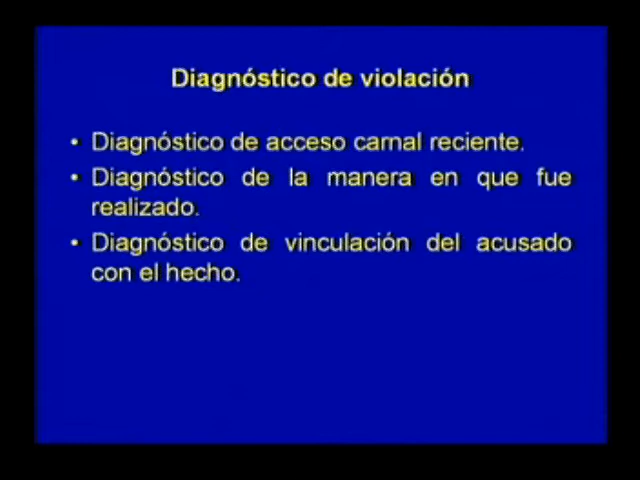 Diagnóstico de violación
• Diagnóstico de acceso carnal reciente.
• Diagnóstico de la manera en que fue
realizado.
• Diagnóstico de vinculación del acusado
con el hecho.